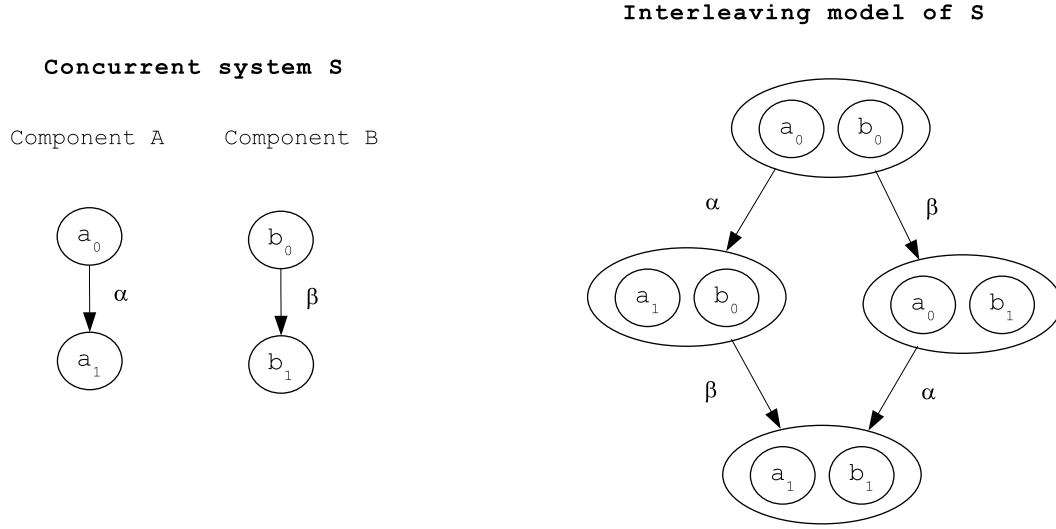 Interleaving model of S
Concurrent system S
Component A
Component B
a₀
b₀
α
β
a₁
b₁
a₀ b₀
α
β
a₁ b₀
a₀ b₁
β
α
a₁ b₁